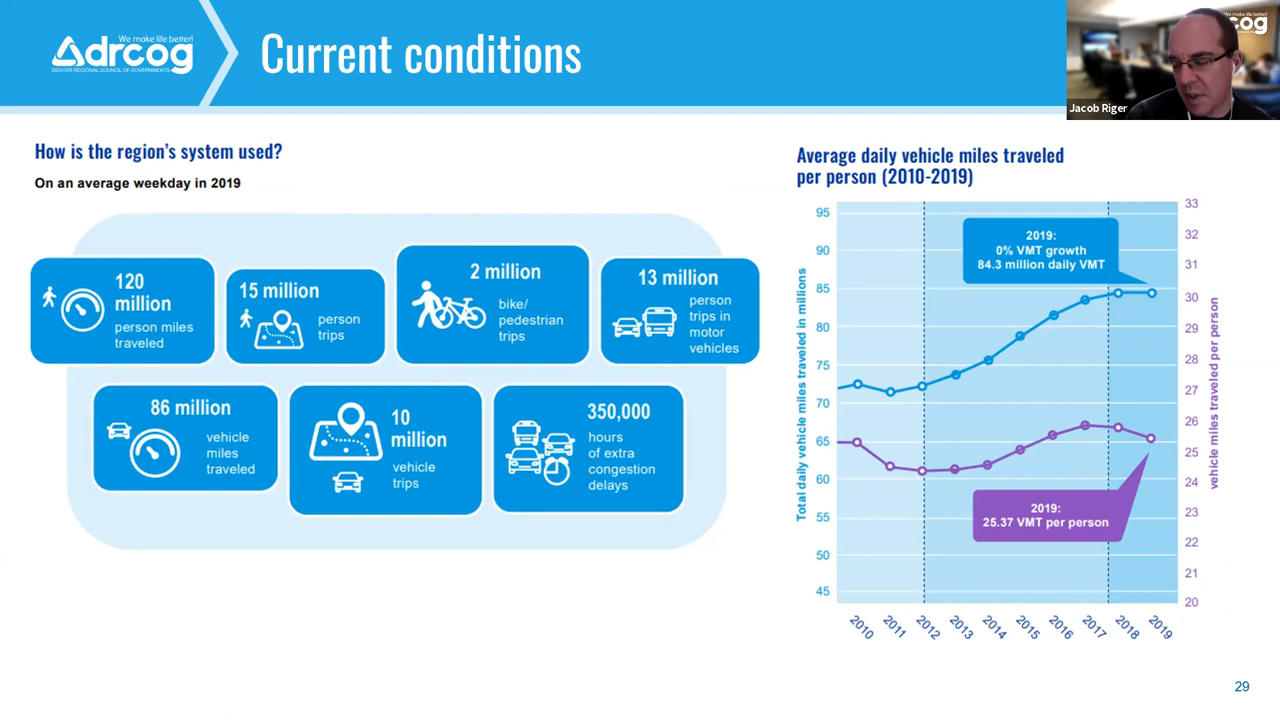 We make life better!
drcog
DENVER REGIONAL COUNCIL OF GOVERNMENTS
Current conditions
We make life better!
cog
Jacob Riger
How is the region's system used?
On an average weekday in 2019
120
million
person miles
traveled
15 million
person
trips
2 million
bike/
pedestrian
trips
13 million
person
trips in
motor
vehicles
86 million
vehicle
miles
traveled
10
million
vehicle
trips
350,000
hours
of extra
congestion
delays
Average daily vehicle miles traveled
per person (2010-2019)
Total daily vehicle miles traveled in millions
95
90
85
80
75
70
65
60
55
50
45
2019:
0% VMT growth
84.3 million daily VMT
2019:
25.37 VMT per person
33
32
31
30
29
28
27
26
25
24
23
22
21
20
vehicle miles traveled per person
2010
2011
2012
2013
2014
2015
2016
2017
2018
2019
29